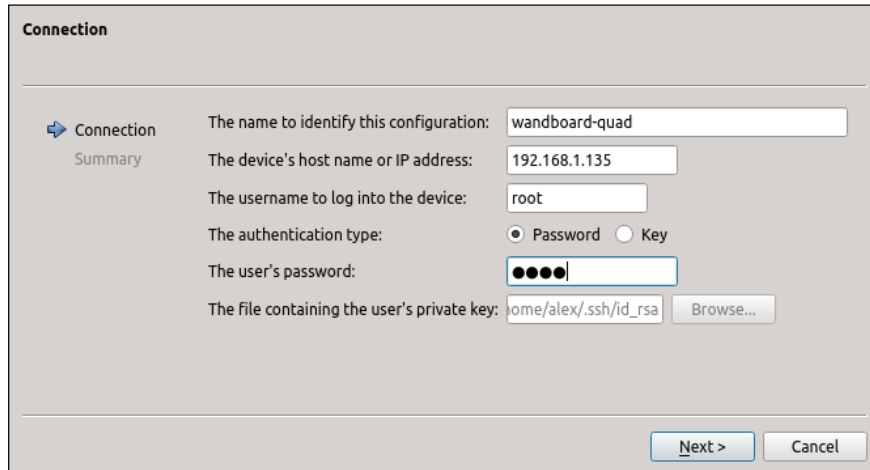 Connection
Connection
Summary
The name to identify this configuration: wandboard-quad
The device's host name or IP address: 192.168.1.135
The username to log into the device: root
The authentication type: Password Key
The user's password: ●●●●
The file containing the user's private key: home/alex/.ssh/id_rsa Browse...
Next > Cancel